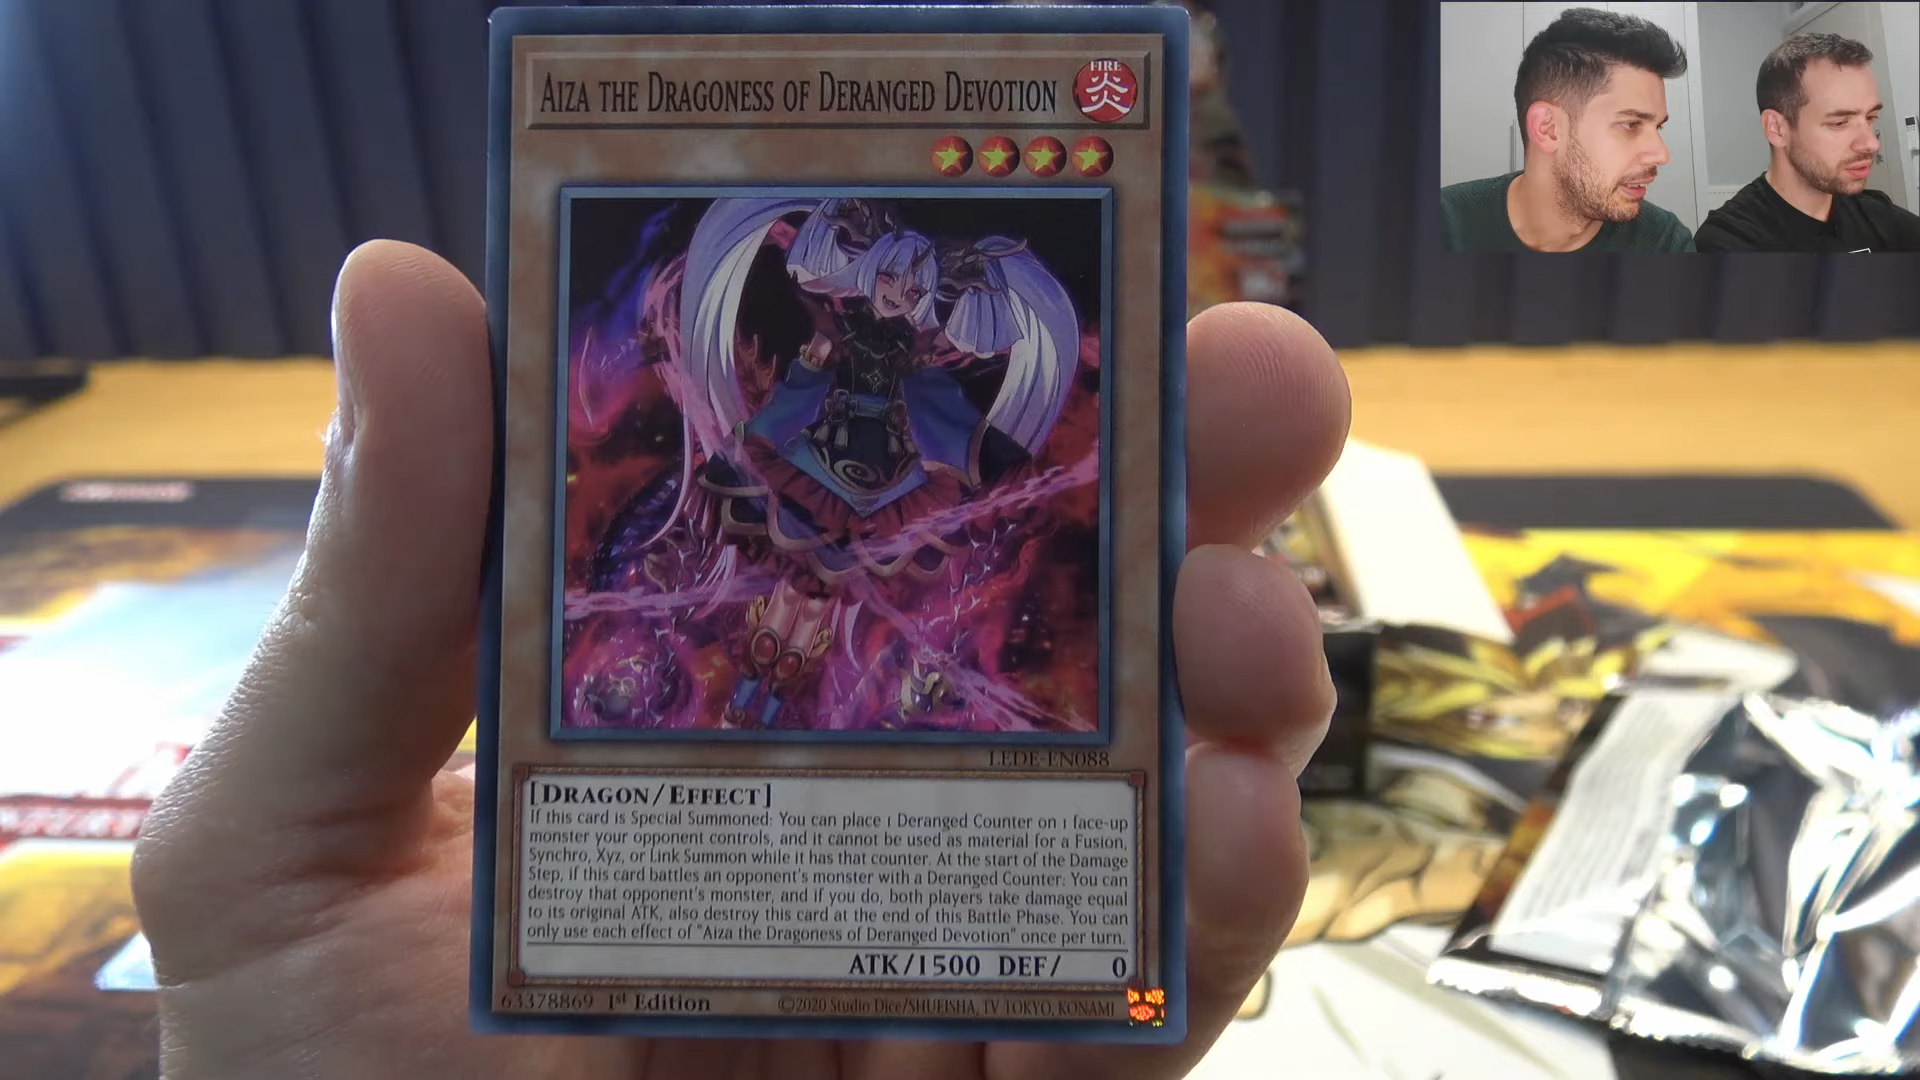 AIZA THE DRAGONESS OF DERANGED DEVOTION
FIRE
炎
LEDE-EN088
[DRAGON/EFFECT]
If this card is Special Summoned: You can place 1 Deranged Counter on 1 face-up
monster your opponent controls, and it cannot be used as material for a Fusion,
Synchro, Xyz, or Link Summon while it has that counter. At the start of the Damage
Step, if this card battles an opponent's monster with a Deranged Counter: You can
destroy that opponent's monster, and if you do, both players take damage equal
to its original ATK, also destroy this card at the end of this Battle Phase. You can
only use each effect of "Aiza the Dragoness of Deranged Devotion" once per turn.
ATK/1500 DEF/ 0
63378869 1st Edition ©2020 Studio Dice/SHUEISHA, TV TOKYO, KONAMI